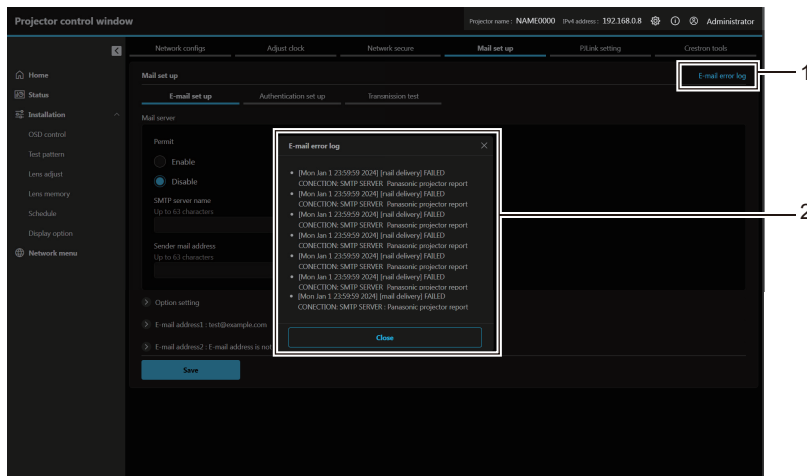 Projector control window
Projector name : NAME0000 IPv4 address : 192.168.0.8 Administrator
Network configs Adjust clock Network secure Mail set up PJLink setting Crestron tools
1
Home
Mail set up
E-mail error log
Status
E-mail set up Authentication set up Transmission test
Installation
Mail server
OSD control
Permit
E-mail error log
Test pattern
Enable
Lens adjust
Disable
Lens memory
SMTP server name
Schedule
Up to 63 characters
Display option
Sender mail address
Network menu
Up to 63 characters
• [Mon Jan 1 23:59:59 2024] [nail delivery] FAILED
CONECTION: SMTP SERVER Panasonic projector report
• [Mon Jan 1 23:59:59 2024] [nail delivery] FAILED
CONECTION: SMTP SERVER Panasonic projector report
• [Mon Jan 1 23:59:59 2024] [nail delivery] FAILED
CONECTION: SMTP SERVER Panasonic projector report
• [Mon Jan 1 23:59:59 2024] [nail delivery] FAILED
CONECTION: SMTP SERVER Panasonic projector report
• [Mon Jan 1 23:59:59 2024] [nail delivery] FAILED
CONECTION: SMTP SERVER Panasonic projector report
• [Mon Jan 1 23:59:59 2024] [nail delivery] FAILED
CONECTION: SMTP SERVER Panasonic projector report
• [Mon Jan 1 23:59:59 2024] [mail delivery] FAILED
CONECTION: SMTP SERVER : Panasonic projector report
2
Option setting
E-mail address1 : test@example.com
Close
E-mail address2 : E-mail address is not
Save